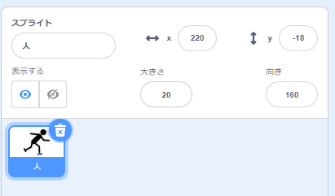 スプライト
人
x 220
y -18
表示する
大きさ 20
向き 160
人